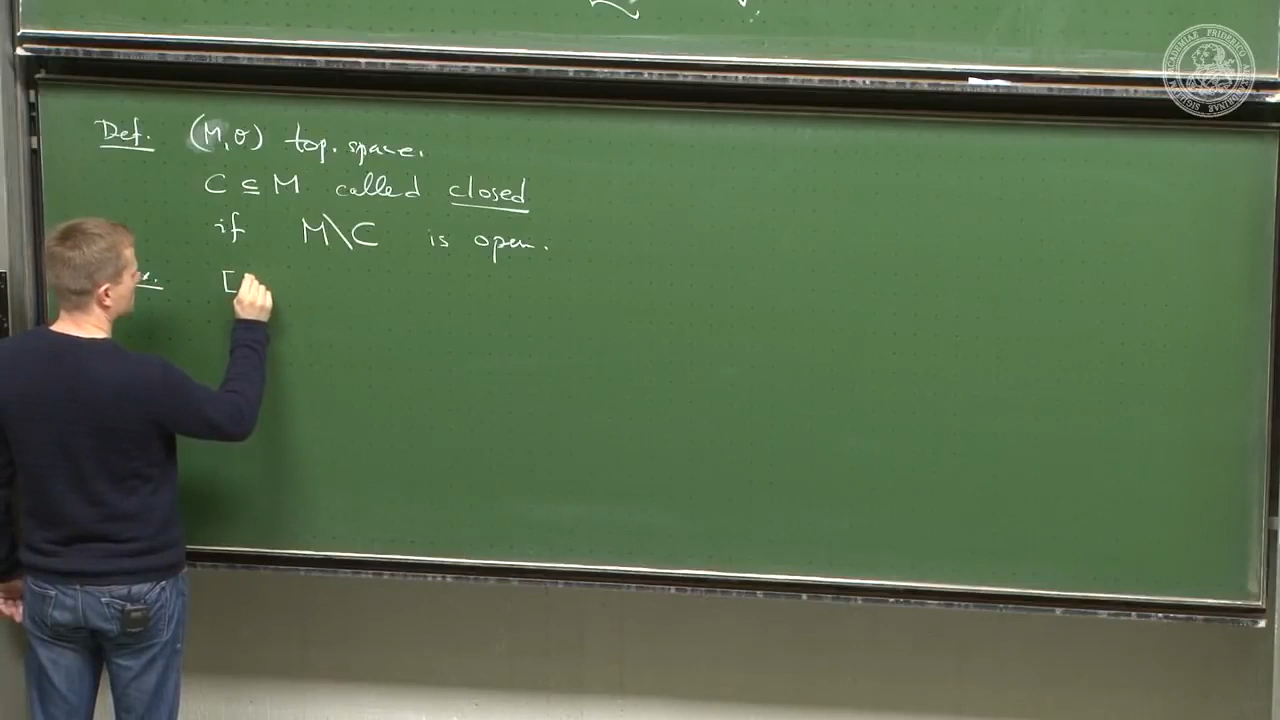 Def. (M, σ) top. space.
C ⊆ M called closed
if M\C is open.
[